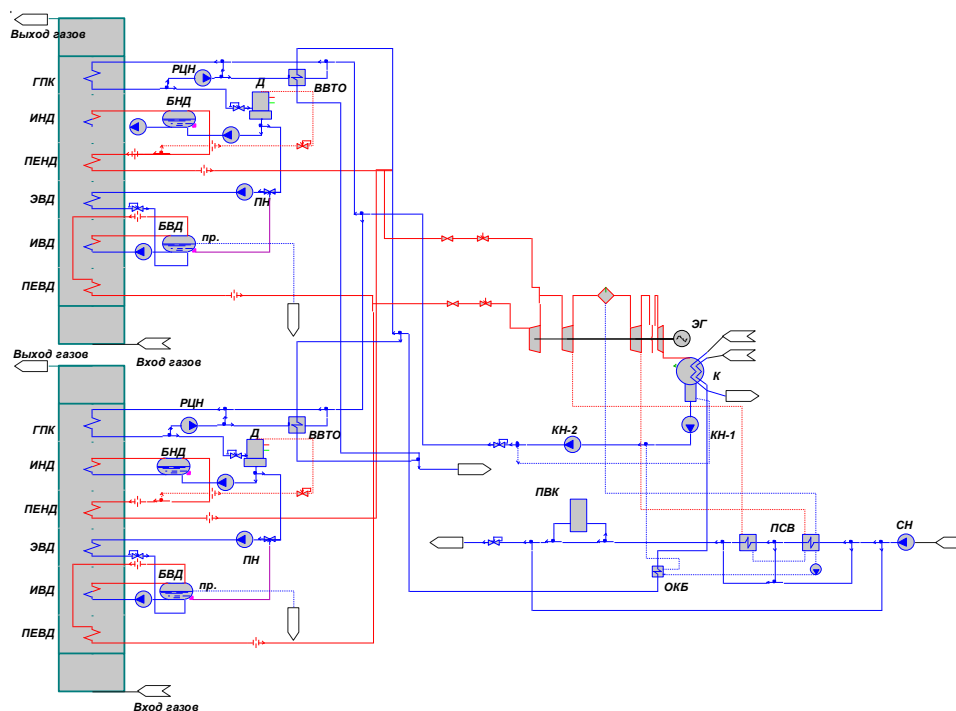 Выход газов
ГПК
РЦН
Д
ВВТО
БНД
ИНД
ПЕНД
ЭВД
ПН
БВД
пр.
ИВД
ПЕВД
Вход газов
ЭГ
К
КН-1
КН-2
Выход газов
РЦН
ГПК
Д
ВВТО
БНД
ИНД
ПЕНД
ЭВД
ПН
БВД
пр.
ИВД
ПЕВД
Вход газов
ПВК
ПСВ
СН
ОКБ